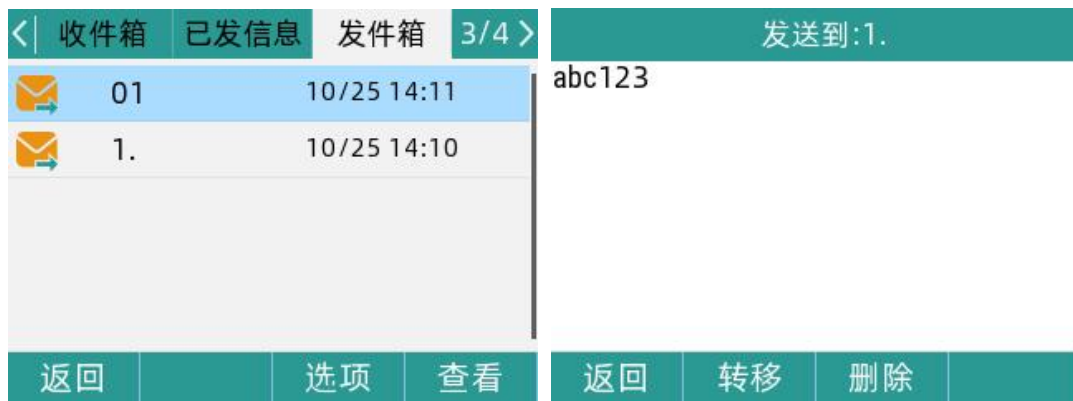 收件箱 已发信息 发件箱 3/4
01 10/25 14:11
1. 10/25 14:10
返回 选项 查看
发送到:1.
abc123
返回 转移 删除